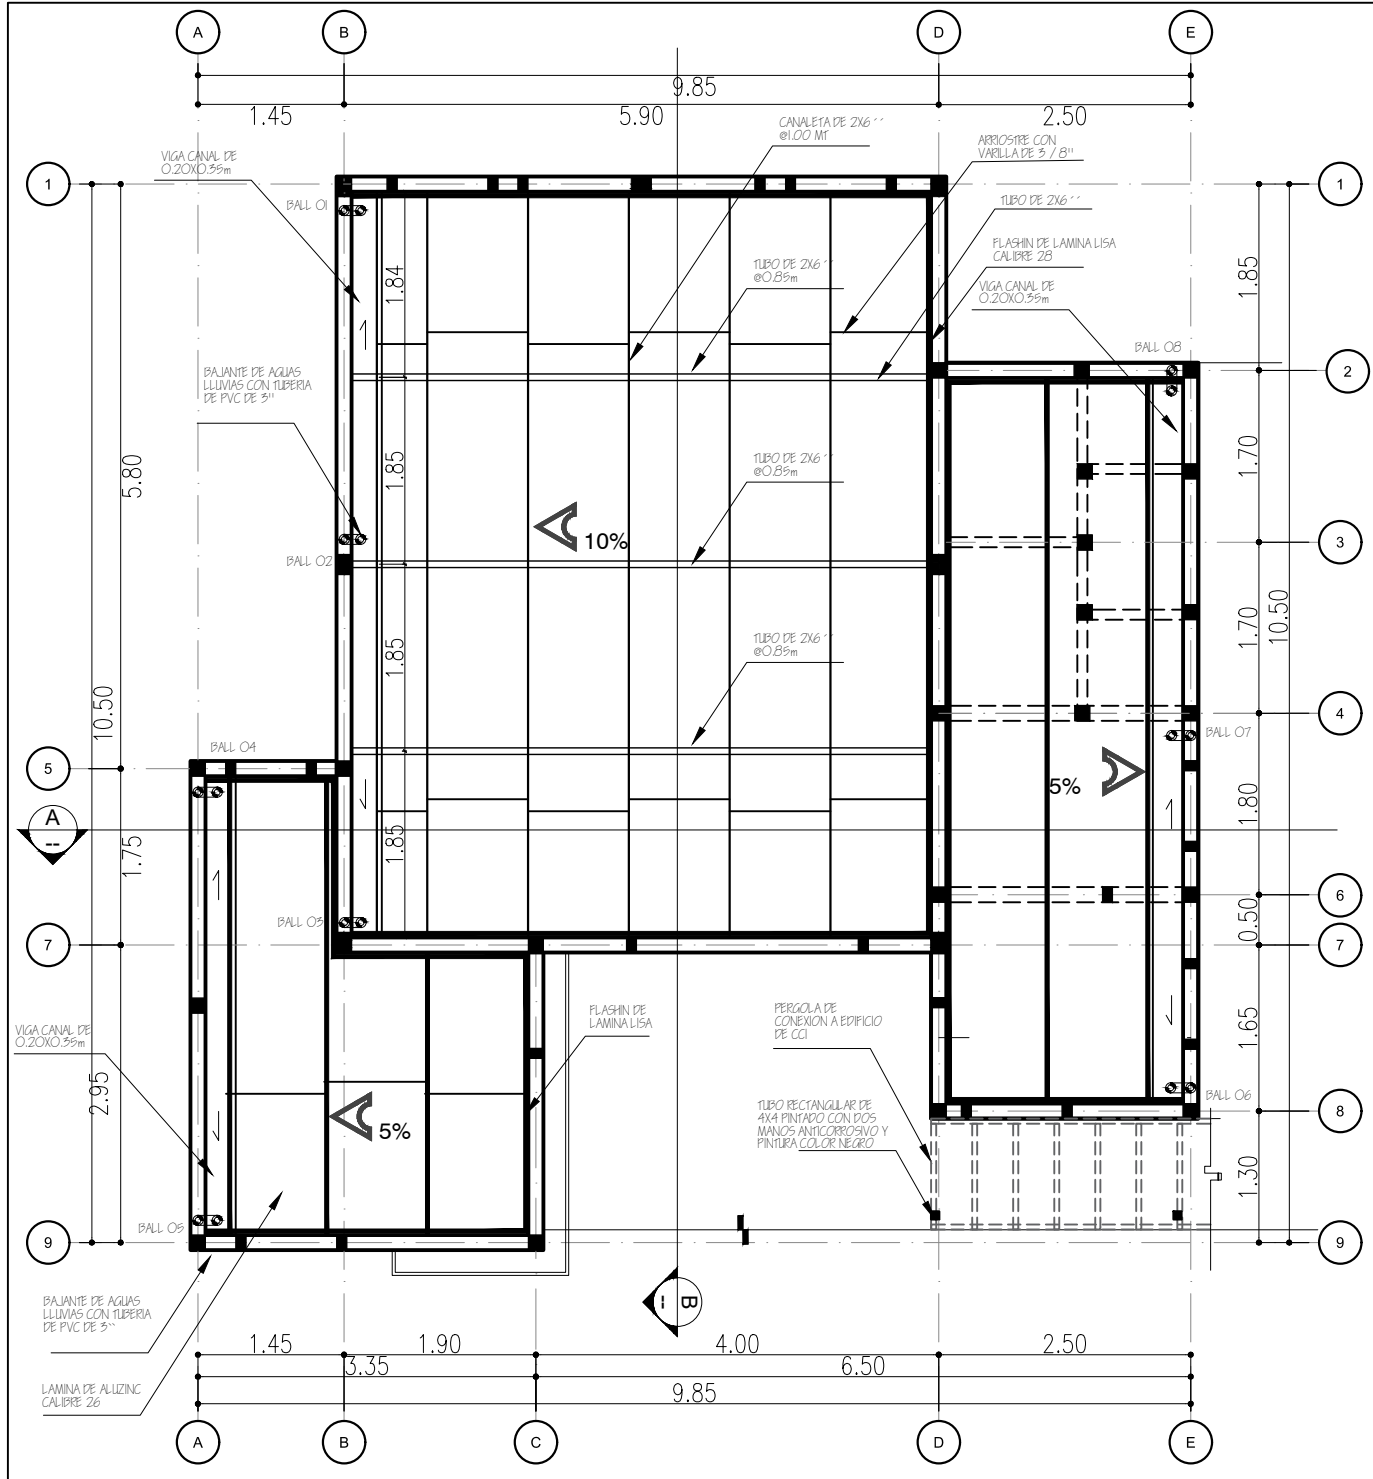 A
B
D
E
9.85
1.45
5.90
2.50
CANALETA DE 2X6´´
@1.00 MT
ARRIOSTRE CON
VARILLA DE 3 / 8"
VIGA CANAL DE
0.20X0.35m
1
1
BALL 01
TUBO DE 2X6´´
FLASHIN DE LAMINA LISA
CALIBRE 28
TUBO DE 2X6´´
@0.85m
1.84
1.85
VIGA CANAL DE
0.20X0.35m
BALL 08
2
BAJANTE DE AGUAS
LLUVIAS CON TUBERIA
DE PVC DE 3"
5.80
1.85
TUBO DE 2X6´´
@0.85m
1.70
10%
3
BALL 02
10.50
1.85
TUBO DE 2X6´´
@0.85m
1.70
10.50
4
BALL 04
BALL 07
5
5%
A
--
1.75
1.85
1.80
6
BALL 03
0.50
7
7
VIGA CANAL DE
0.20X0.35m
FLASHIN DE
LAMINA LISA
PERGOLA DE
CONEXION A EDIFICIO
DE CCI
1.65
2.95
5%
TUBO RECTANGULAR DE
4X4 PINTADO CON DOS
MANOS ANTICORROSIVO Y
PINTURA COLOR NEGRO
BALL 06
8
1.30
BALL 05
9
9
BAJANTE DE AGUAS
LLUVIAS CON TUBERIA
DE PVC DE 3´´
B
--
1.45
1.90
4.00
2.50
3.35
6.50
LAMINA DE ALUZINC
CALIBRE 26
9.85
A
B
C
D
E